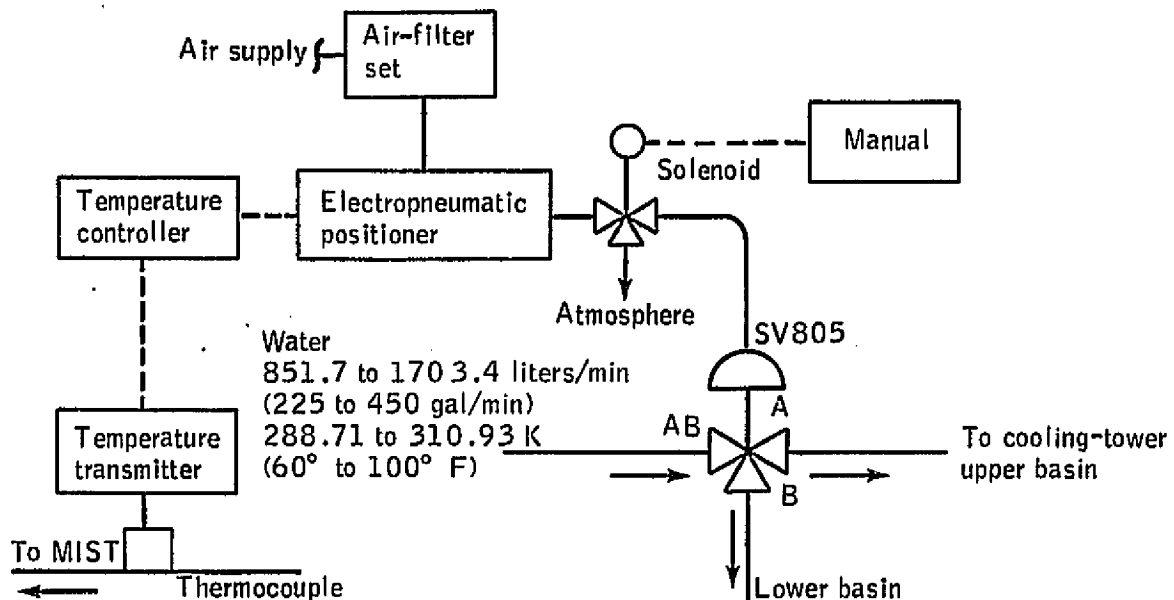 Air supply
Air-filter
set
Manual
Solenoid
Temperature
controller
Electropneumatic
positioner
Atmosphere
SV805
Water
851.7 to 1703.4 liters/min
(225 to 450 gal/min)
288.71 to 310.93 K
(60° to 100° F)
A
AB
B
To cooling-tower
upper basin
Temperature
transmitter
To MIST
Thermocouple
Lower basin